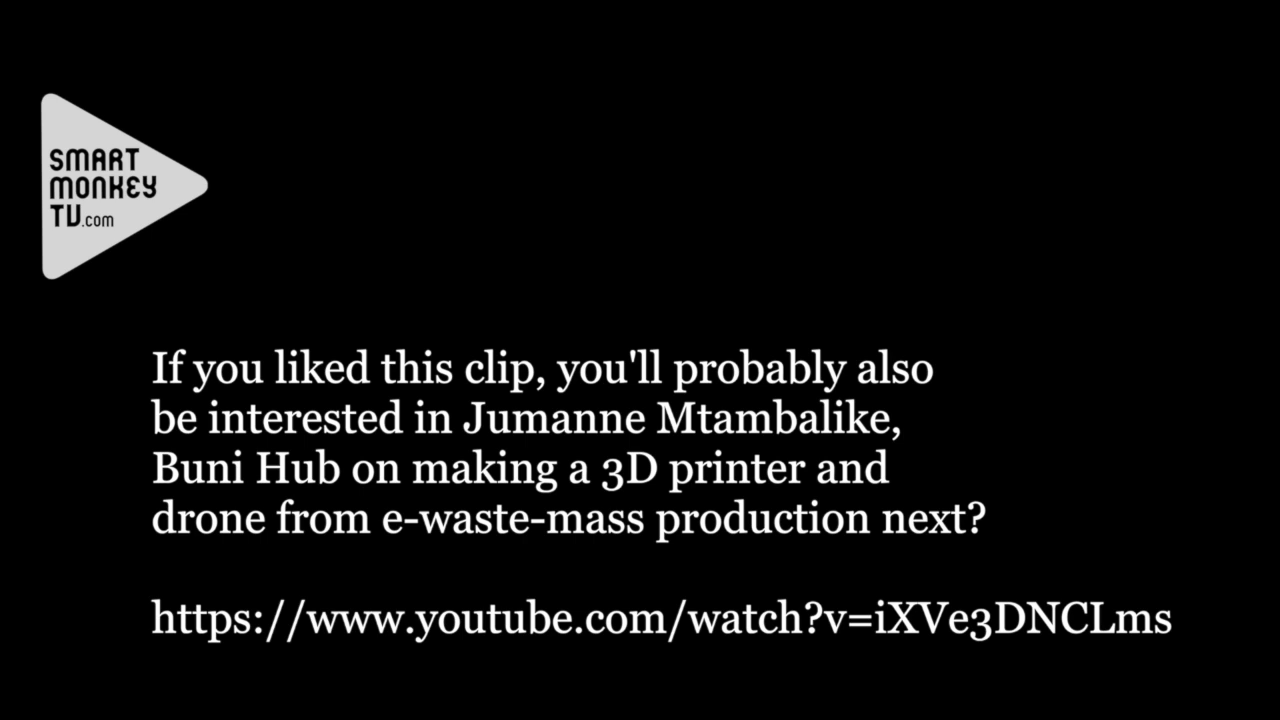 SMART
MONKEY
TV.com
If you liked this clip, you'll probably also
be interested in Jumanne Mtambalike,
Buni Hub on making a 3D printer and
drone from e-waste-mass production next?
https://www.youtube.com/watch?v=iXVe3DNCLms